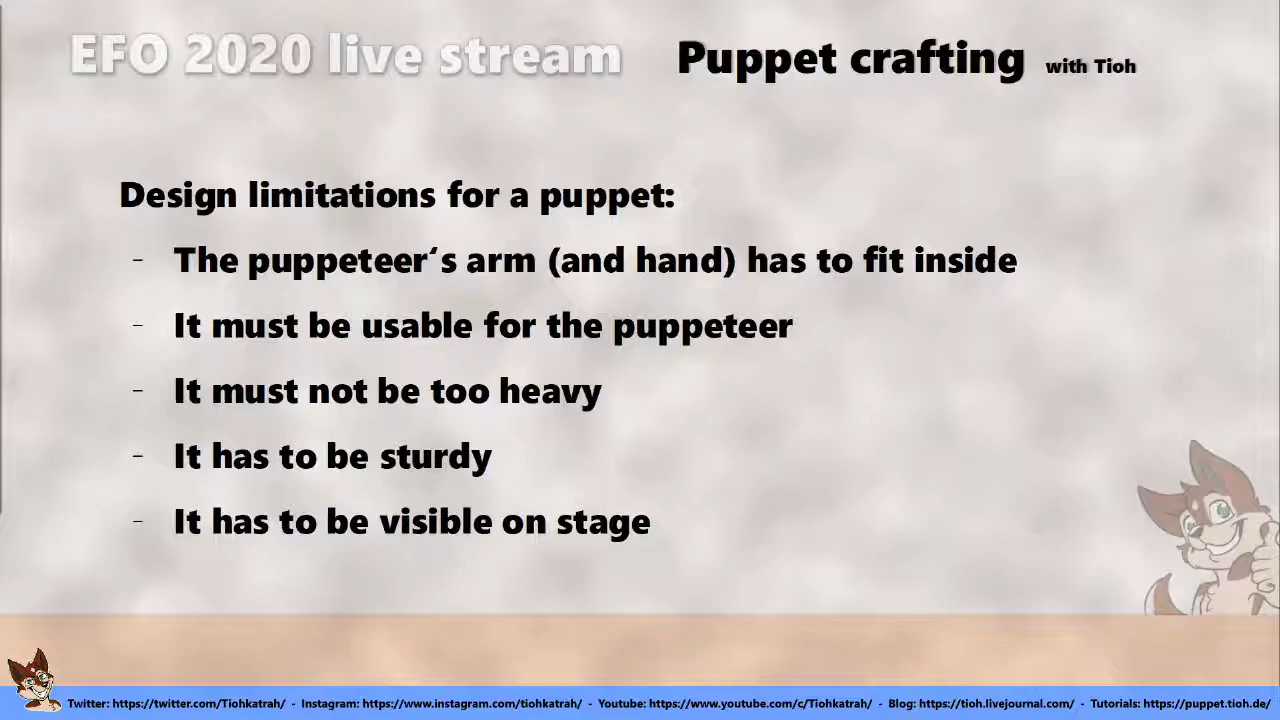 EFO 2020 live stream Puppet crafting with Tioh
Design limitations for a puppet:
- The puppeteer‘s arm (and hand) has to fit inside
- It must be usable for the puppeteer
- It must not be too heavy
- It has to be sturdy
- It has to be visible on stage
Twitter: https://twitter.com/Tiohkatrah/ - Instagram: https://www.instagram.com/tiohkatrah/ - Youtube: https://www.youtube.com/c/Tiohkatrah/ - Blog: https://tioh.livejournal.com/ - Tutorials: https://puppet.tioh.de/